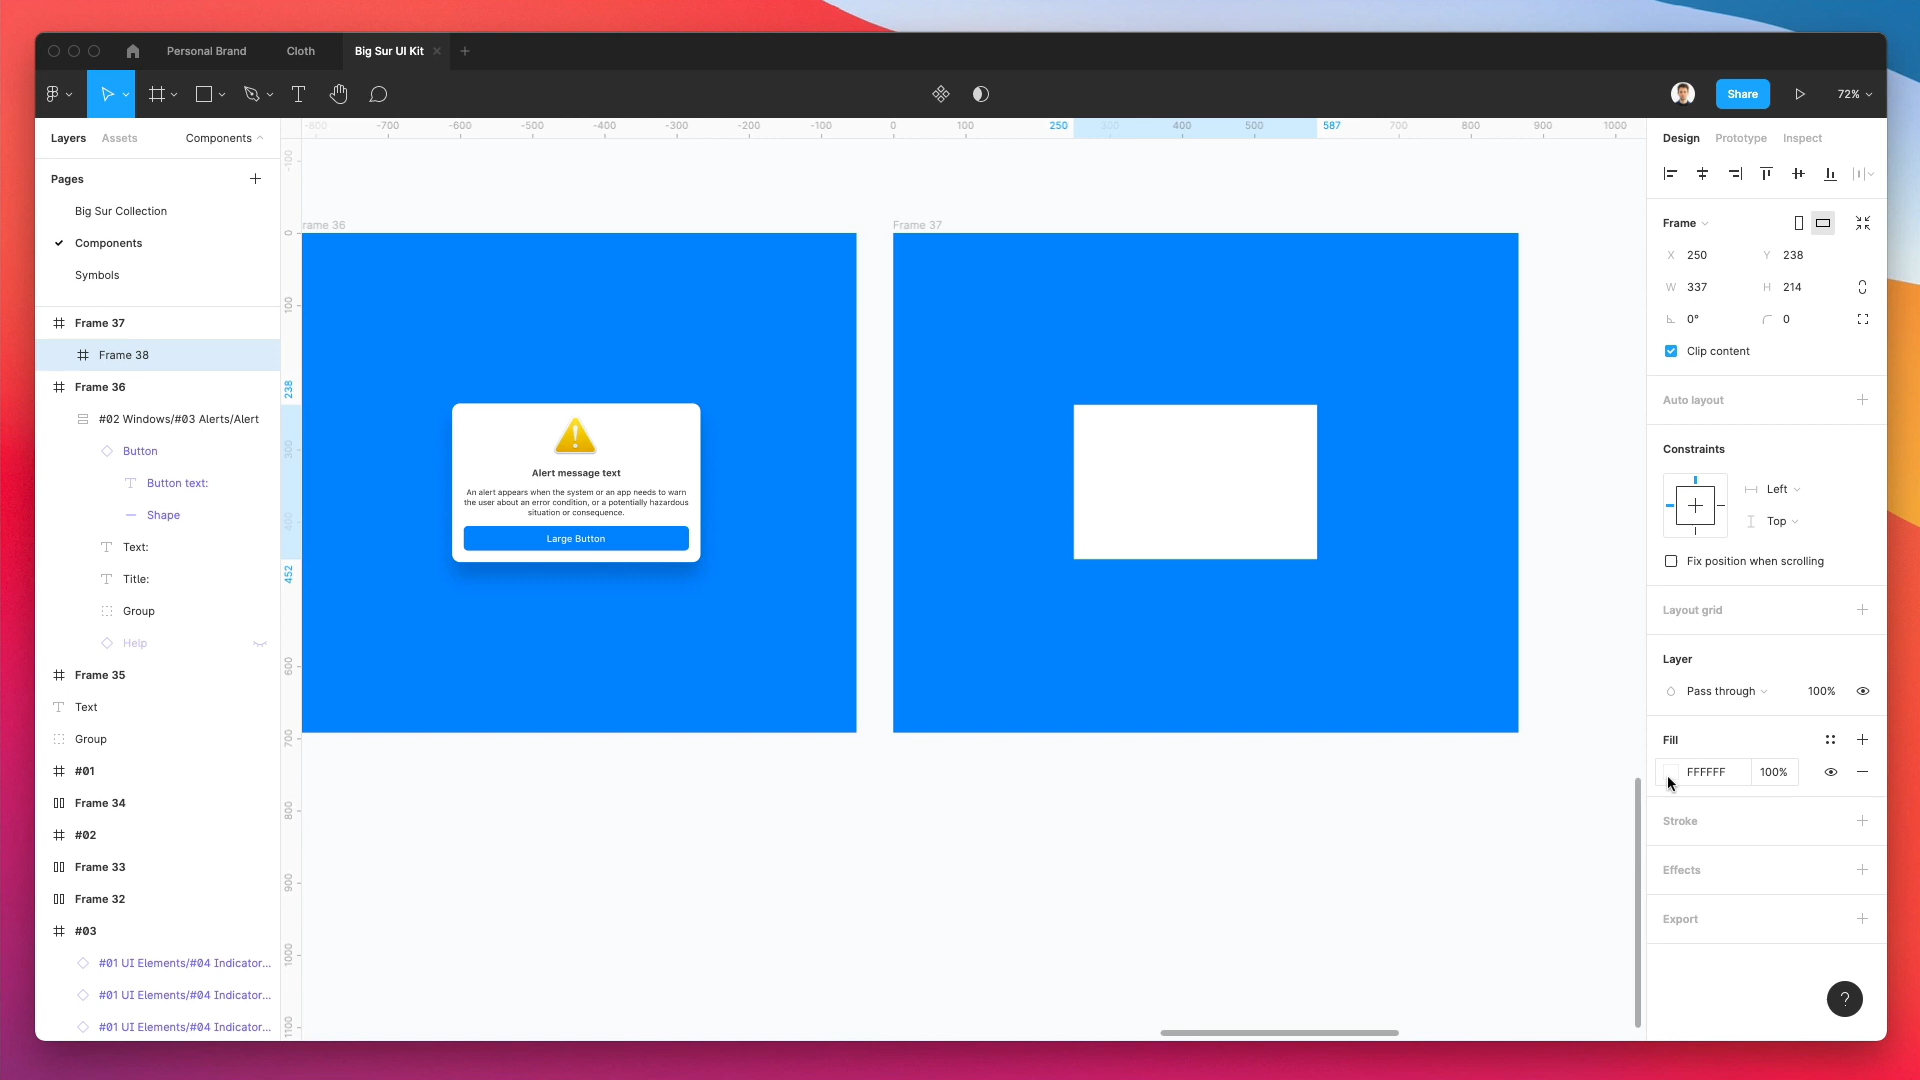 Personal Brand
Cloth
Big Sur UI Kit
Share
72%
Layers
Assets
Components
Pages
Big Sur Collection
Components
Symbols
Frame 37
Frame 38
Frame 36
#02 Windows/#03 Alerts/Alert
Button
Button text:
Shape
Text:
Title:
Group
Help
Frame 35
Text
Group
#01
Frame 34
#02
Frame 33
Frame 32
#03
#01 UI Elements/#04 Indicator...
#01 UI Elements/#04 Indicator...
#01 UI Elements/#04 Indicator...
-800 -700 -600 -500 -400 -300 -200 -100 0 100 250 300 400 500 587 700 800 900 1000
-100
0
100
238
300
400
452
600
700
800
900
1000
1100
rame 36
Frame 37
Alert message text
An alert appears when the system or an app needs to warn
the user about an error condition, or a potentially hazardous
situation or consequence.
Large Button
Design
Prototype
Inspect
Frame
X 250
Y 238
W 337
H 214
0°
0
Clip content
Auto layout
Constraints
Left
Top
Fix position when scrolling
Layout grid
Layer
Pass through
100%
Fill
FFFFFF
100%
Stroke
Effects
Export
?